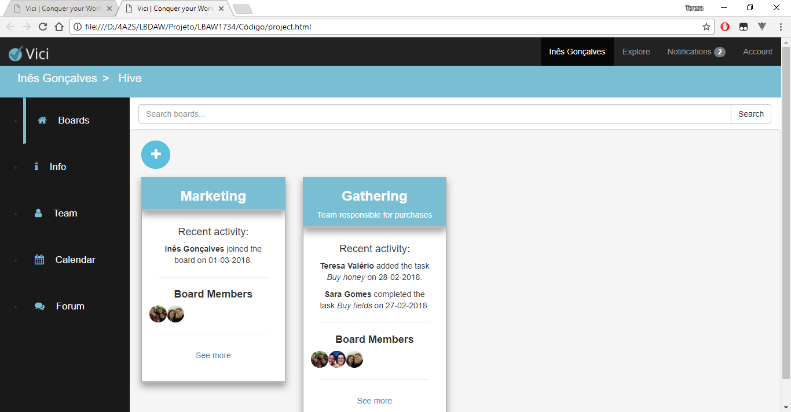 Vici | Conquer your Wor
Vici | Conquer your Wor
Teresa
file:///D:/4A2S/LBDAW/Projeto/LBAW1734/Código/project.html
Vici
Inês Gonçalves
Explore
Notifications 2
Account
Inês Gonçalves > Hive
Boards
Info
Team
Calendar
Forum
Search boards...
Search
+
Marketing
Recent activity:
Inês Gonçalves joined the
board on 01-03-2018.
Board Members
See more
Gathering
Team responsible for purchases
Recent activity:
Teresa Valério added the task
Buy honey on 28-02-2018.
Sara Gomes completed the
task Buy fields on 27-02-2018.
Board Members
See more